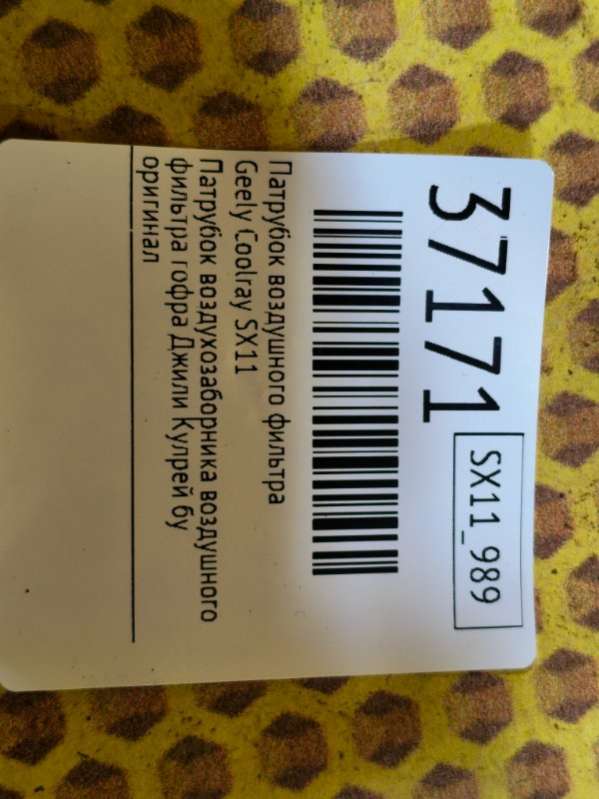 37171
SX11_989
Патрубок воздушного фильтра
Geely Coolray SX11
Патрубок воздухозаборника воздушного
фильтра гофра Джили Кулрей бу
оригинал